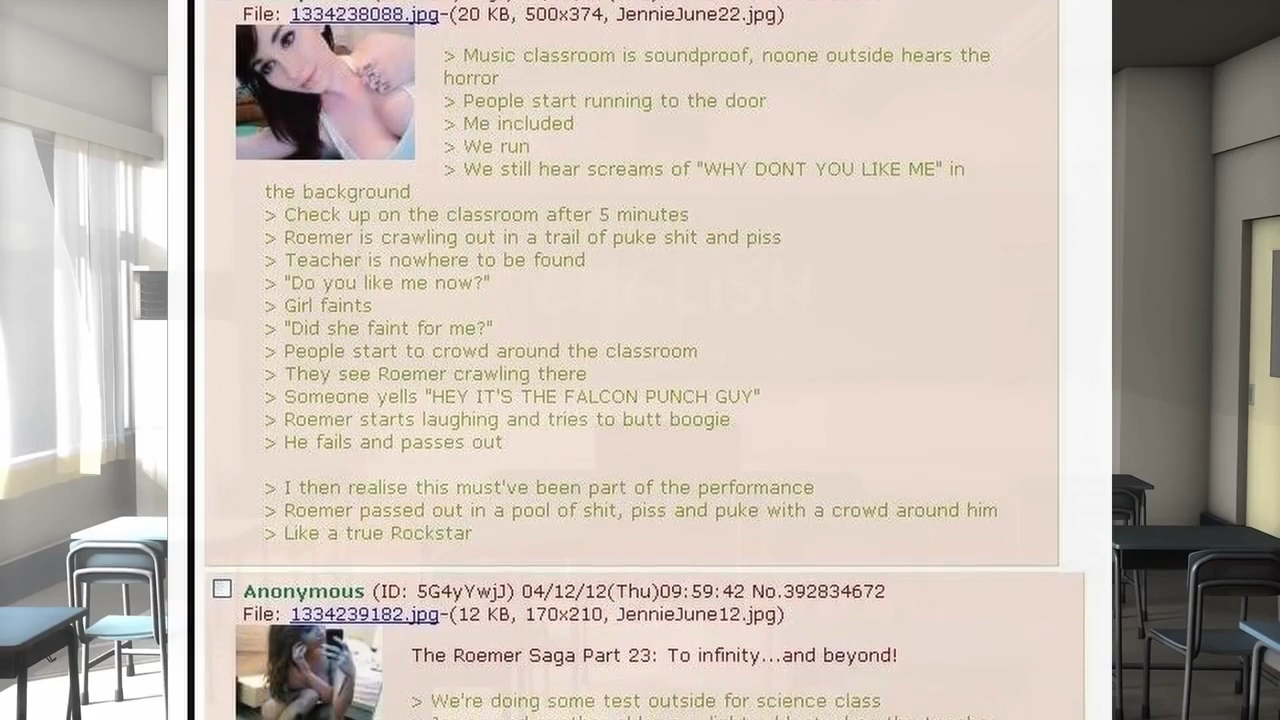 File: 1334238088.jpg-(20 KB, 500x374, JennieJune22.jpg)
> Music classroom is soundproof, noone outside hears the
horror
> People start running to the door
> Me included
> We run
> We still hear screams of "WHY DONT YOU LIKE ME" in
the background
> Check up on the classroom after 5 minutes
> Roemer is crawling out in a trail of puke shit and piss
> Teacher is nowhere to be found
> "Do you like me now?"
> Girl faints
> "Did she faint for me?"
> People start to crowd around the classroom
> They see Roemer crawling there
> Someone yells "HEY IT'S THE FALCON PUNCH GUY"
> Roemer starts laughing and tries to butt boogie
> He fails and passes out
> I then realise this must've been part of the performance
> Roemer passed out in a pool of shit, piss and puke with a crowd around him
> Like a true Rockstar
Anonymous (ID: 5G4yYwjJ) 04/12/12(Thu)09:59:42 No.392834672
File: 1334239182.jpg-(12 KB, 170x210, JennieJune12.jpg)
The Roemer Saga Part 23: To infinity...and beyond!
> We're doing some test outside for science class